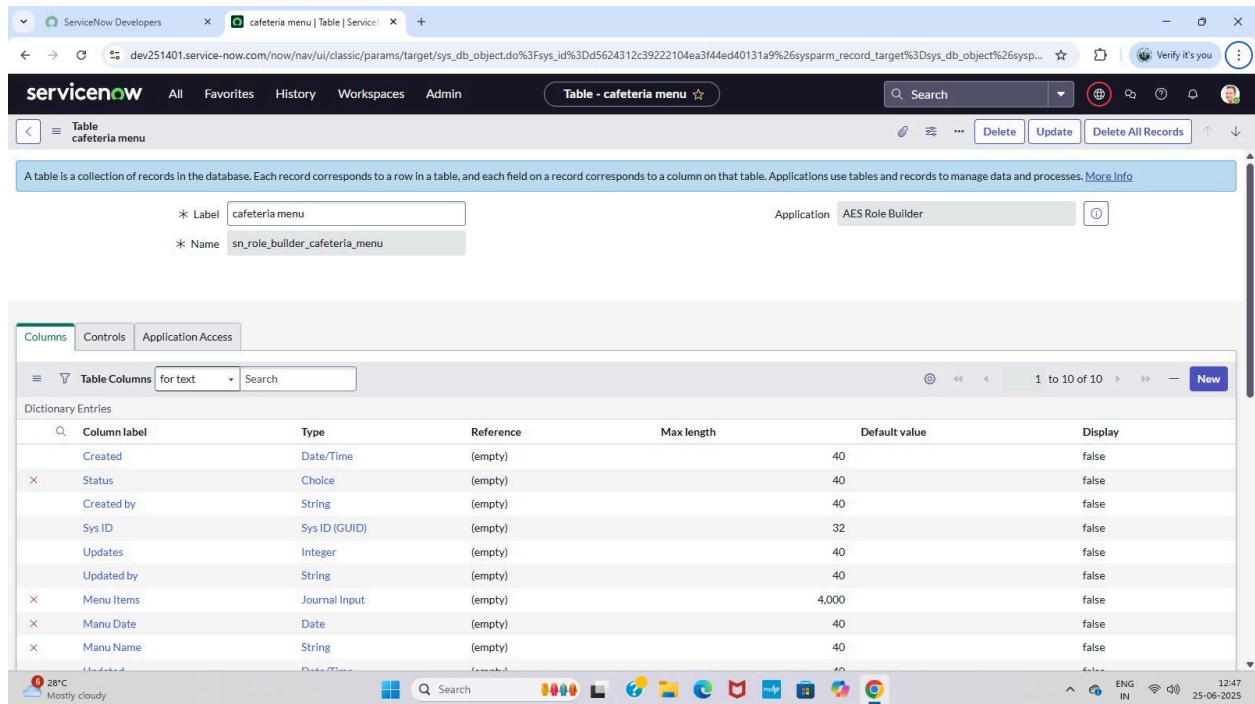 ServiceNow Developers
cafeteria menu | Table | Service
dev251401.service-now.com/now/nav/ui/classic/params/target/sys_db_object.do%3Fsys_id%3Dd5624312c39222104ea3f44ed40131a9%26sysparm_record_target%3Dsys_db_object%26sysp... Verify it's you
servicenow All Favorites History Workspaces Admin Table - cafeteria menu Search
Table
cafeteria menu
Delete Update Delete All Records
A table is a collection of records in the database. Each record corresponds to a row in a table, and each field on a record corresponds to a column on that table. Applications use tables and records to manage data and processes. More Info
Label cafeteria menu Application AES Role Builder
Name sn_role_builder_cafeteria_menu
Columns Controls Application Access
Table Columns for text Search 1 to 10 of 10 New
Dictionary Entries
Column label Type Reference Max length Default value Display
Created Date/Time (empty) 40 false
Status Choice (empty) 40 false
Created by String (empty) 40 false
Sys ID Sys ID (GUID) (empty) 32 false
Updates Integer (empty) 40 false
Updated by String (empty) 40 false
Menu Items Journal Input (empty) 4,000 false
Manu Date Date (empty) 40 false
Manu Name String (empty) 40 false
Updated Date/Time (empty) 40 false
6 28°C
Mostly cloudy
Search
ENG
IN
12:47
25-06-2025